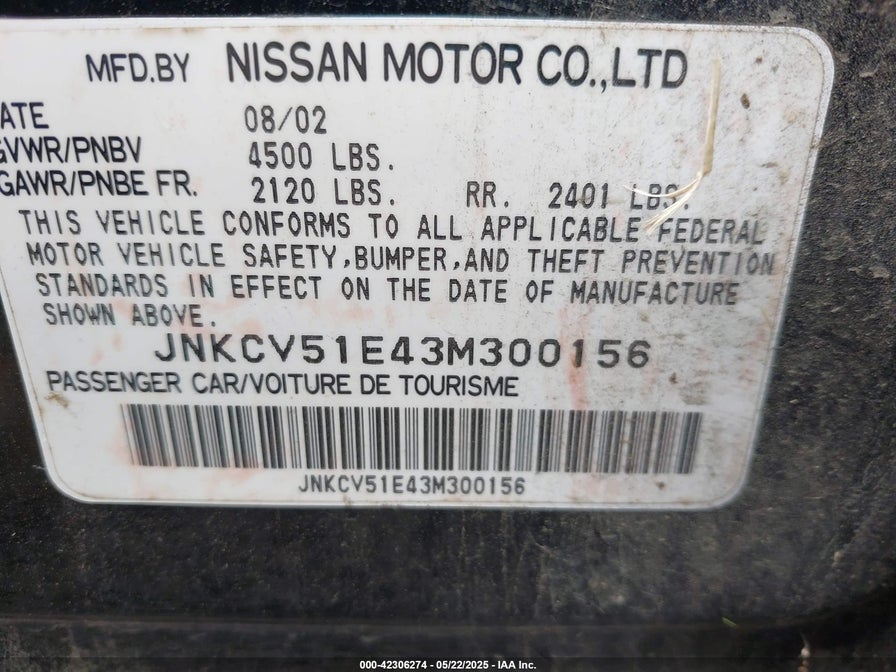 MFD.BY NISSAN MOTOR CO.,LTD
ATE 08/02
GVWR/PNBV 4500 LBS.
GAWR/PNBE FR. 2120 LBS. RR. 2401 LBS.
THIS VEHICLE CONFORMS TO ALL APPLICABLE FEDERAL
MOTOR VEHICLE SAFETY,BUMPER,AND THEFT PREVENTION
STANDARDS IN EFFECT ON THE DATE OF MANUFACTURE
SHOWN ABOVE.
JNKCV51E43M300156
PASSENGER CAR/VOITURE DE TOURISME
JNKCV51E43M300156
000-42306274 - 05/22/2025 - IAA Inc.